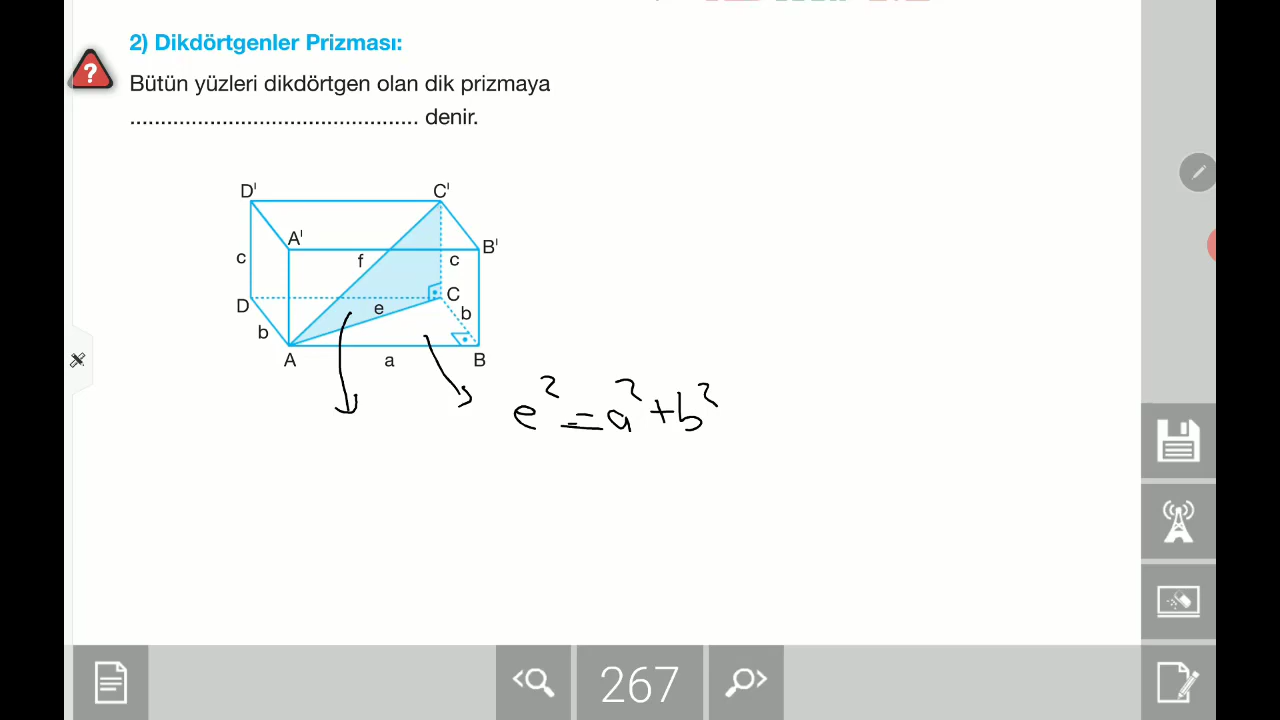 2) Dikdörtgenler Prizması:
?
Bütün yüzleri dikdörtgen olan dik prizmaya
............................................... denir.
D' C'
A' B'
c f c
D C
e b
b
A a B
e² = a² + b²
267